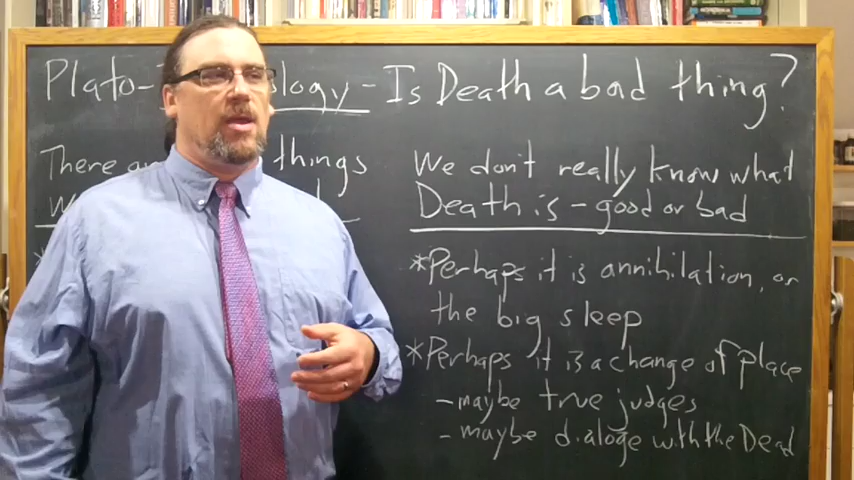 Plato- ology - Is Death a bad thing?
There things
We don't really know what
Death is - good or bad
*Perhaps it is annihilation, or
the big sleep
*Perhaps it is a change of place
- maybe true judges
- maybe dialoge with the Dead